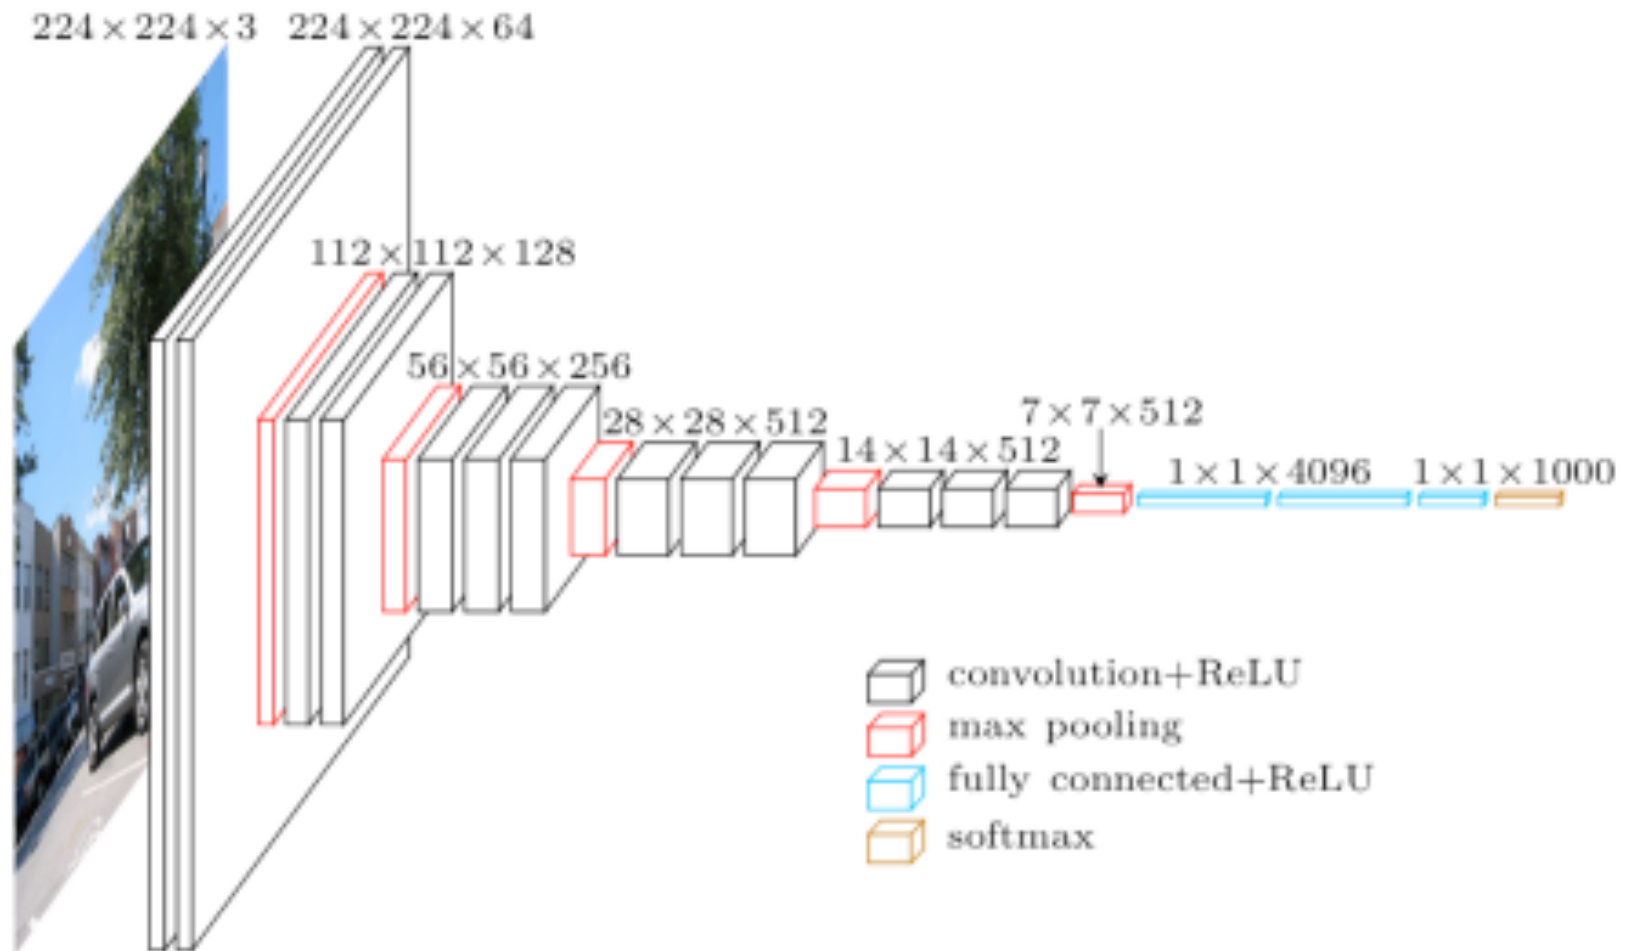 224×224×3
224×224×64
112×112×128
56×56×256
28×28×512
14×14×512
7×7×512
1×1×4096
1×1×1000
convolution+ReLU
max pooling
fully connected+ReLU
softmax